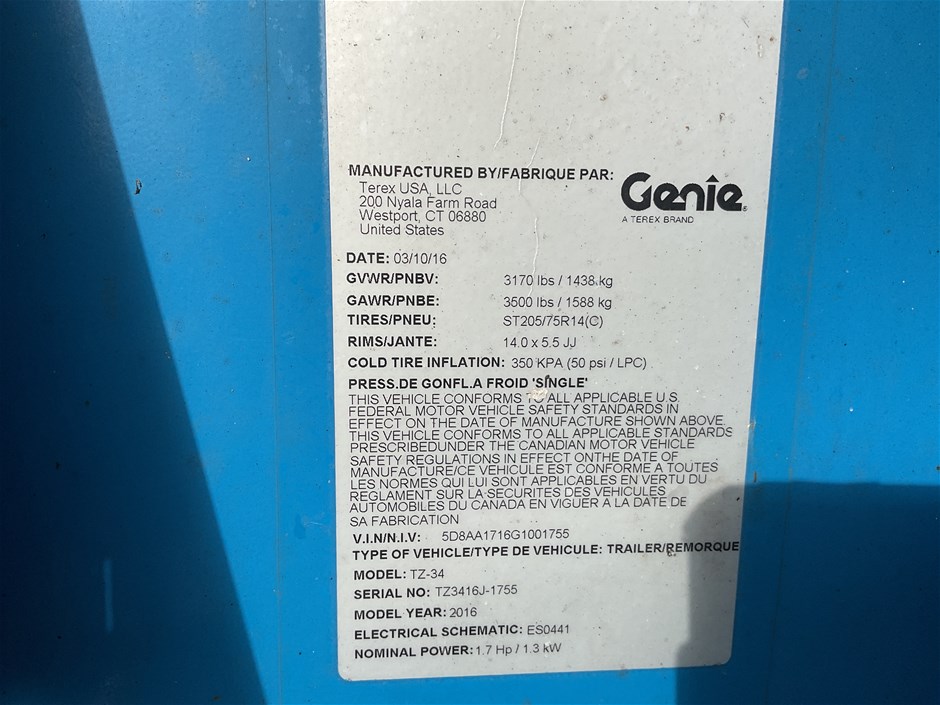 MANUFACTURED BY/FABRIQUE PAR:
Terex USA, LLC
200 Nyala Farm Road
Westport, CT 06880
United States
Genie
A TEREX BRAND
DATE: 03/10/16
GVWR/PNBV: 3170 lbs / 1438 kg
GAWR/PNBE: 3500 lbs / 1588 kg
TIRES/PNEU: ST205/75R14(C)
RIMS/JANTE: 14.0 x 5.5 JJ
COLD TIRE INFLATION: 350 KPA (50 psi / LPC)
PRESS.DE GONFL.A FROID 'SINGLE'
THIS VEHICLE CONFORMS TO ALL APPLICABLE U.S.
FEDERAL MOTOR VEHICLE SAFETY STANDARDS IN
EFFECT ON THE DATE OF MANUFACTURE SHOWN ABOVE.
THIS VEHICLE CONFORMS TO ALL APPLICABLE STANDARDS
PRESCRIBEDUNDER THE CANADIAN MOTOR VEHICLE
SAFETY REGULATIONS IN EFFECT ONTHE DATE OF
MANUFACTURE/CE VEHICULE EST CONFORME A TOUTES
LES NORMES QUI LUI SONT APPLICABLES EN VERTU DU
REGLAMENT SUR LA SECURITES DES VEHICULES
AUTOMOBILES DU CANADA EN VIGUER A LA DATE DE
SA FABRICATION
V.I.N/N.I.V: 5D8AA1716G1001755
TYPE OF VEHICLE/TYPE DE VEHICULE: TRAILER/REMORQUE
MODEL: TZ-34
SERIAL NO: TZ3416J-1755
MODEL YEAR: 2016
ELECTRICAL SCHEMATIC: ES0441
NOMINAL POWER: 1.7 Hp / 1.3 kW